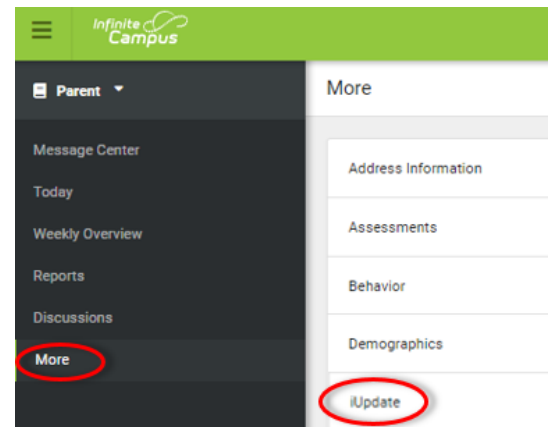 Infinite
Campus
Parent
More
Message Center
Today
Weekly Overview
Reports
Discussions
More
Address Information
Assessments
Behavior
Demographics
iUpdate